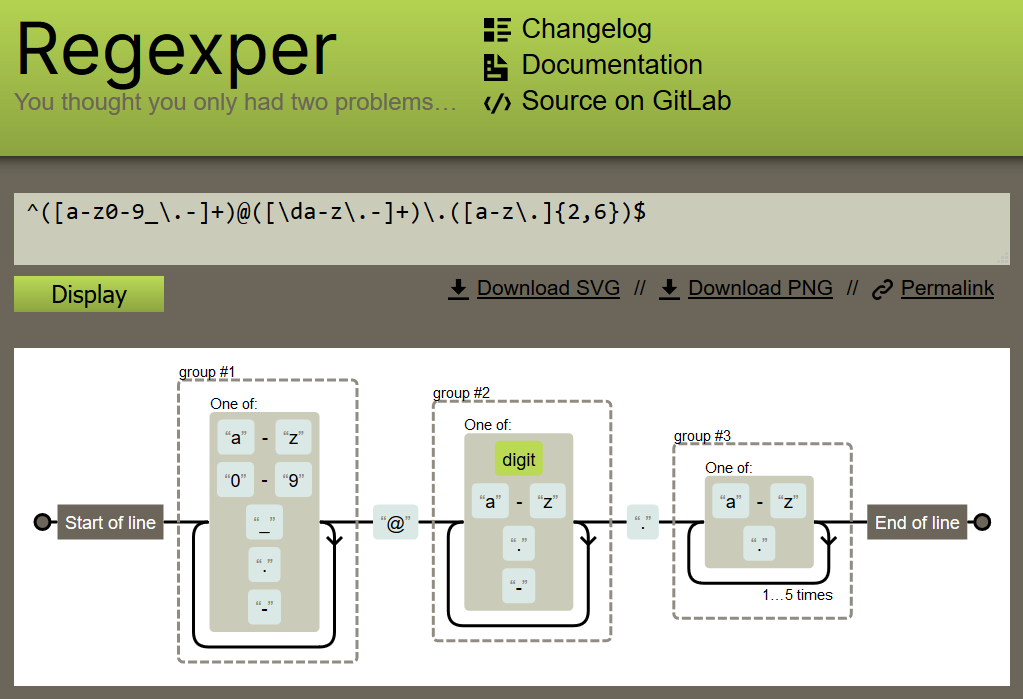 Regexper
You thought you only had two problems…
Changelog
Documentation
Source on GitLab
^([a-z0-9_\.-]+)@([\da-z\.-]+)\.([a-z\.]{2,6})$
Display
Download SVG // Download PNG // Permalink
group #1
One of:
“a” - “z”
“0” - “9”
“_”
“.”
“-”
group #2
One of:
digit
“a” - “z”
“.”
“-”
group #3
One of:
“a” - “z”
“.”
1…5 times
Start of line
“@”
“.”
End of line